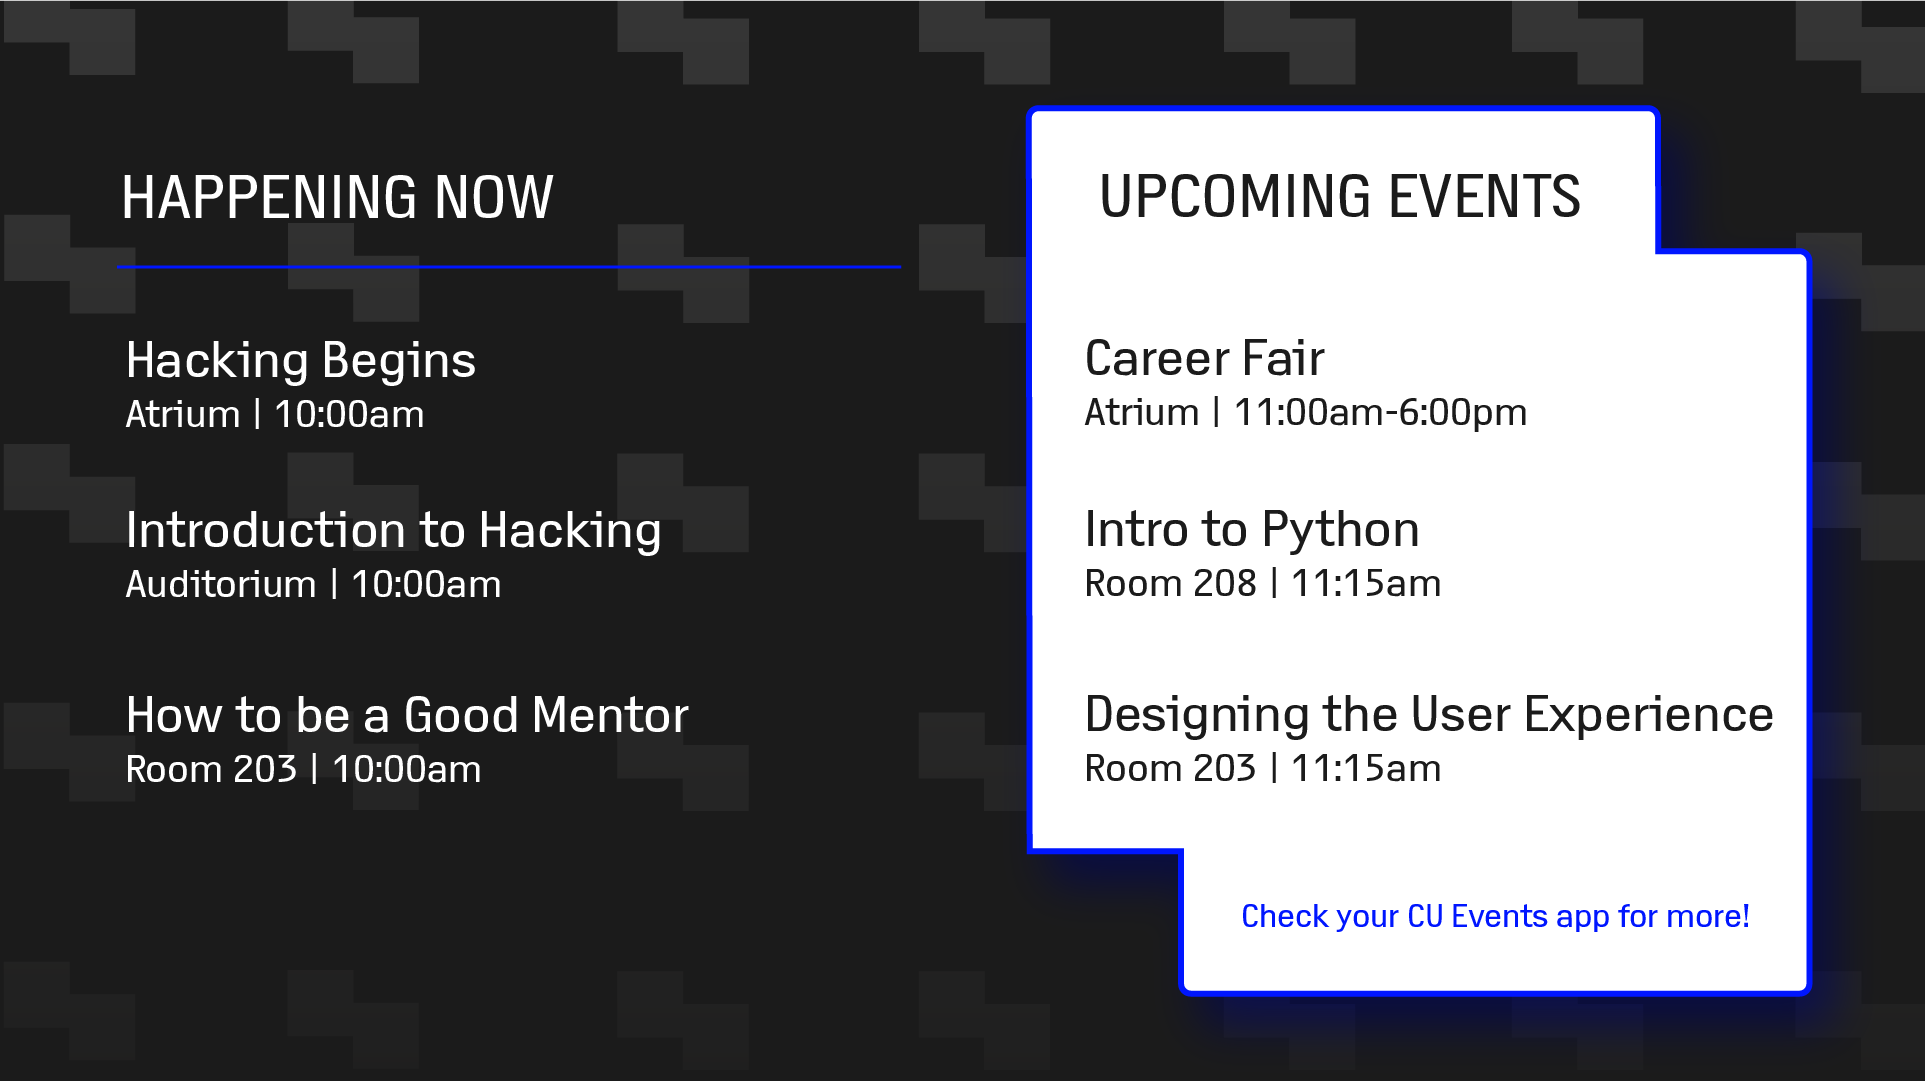 HAPPENING NOW
Hacking Begins
Atrium | 10:00am
Introduction to Hacking
Auditorium | 10:00am
How to be a Good Mentor
Room 203 | 10:00am
UPCOMING EVENTS
Career Fair
Atrium | 11:00am-6:00pm
Intro to Python
Room 208 | 11:15am
Designing the User Experience
Room 203 | 11:15am
Check your CU Events app for more!